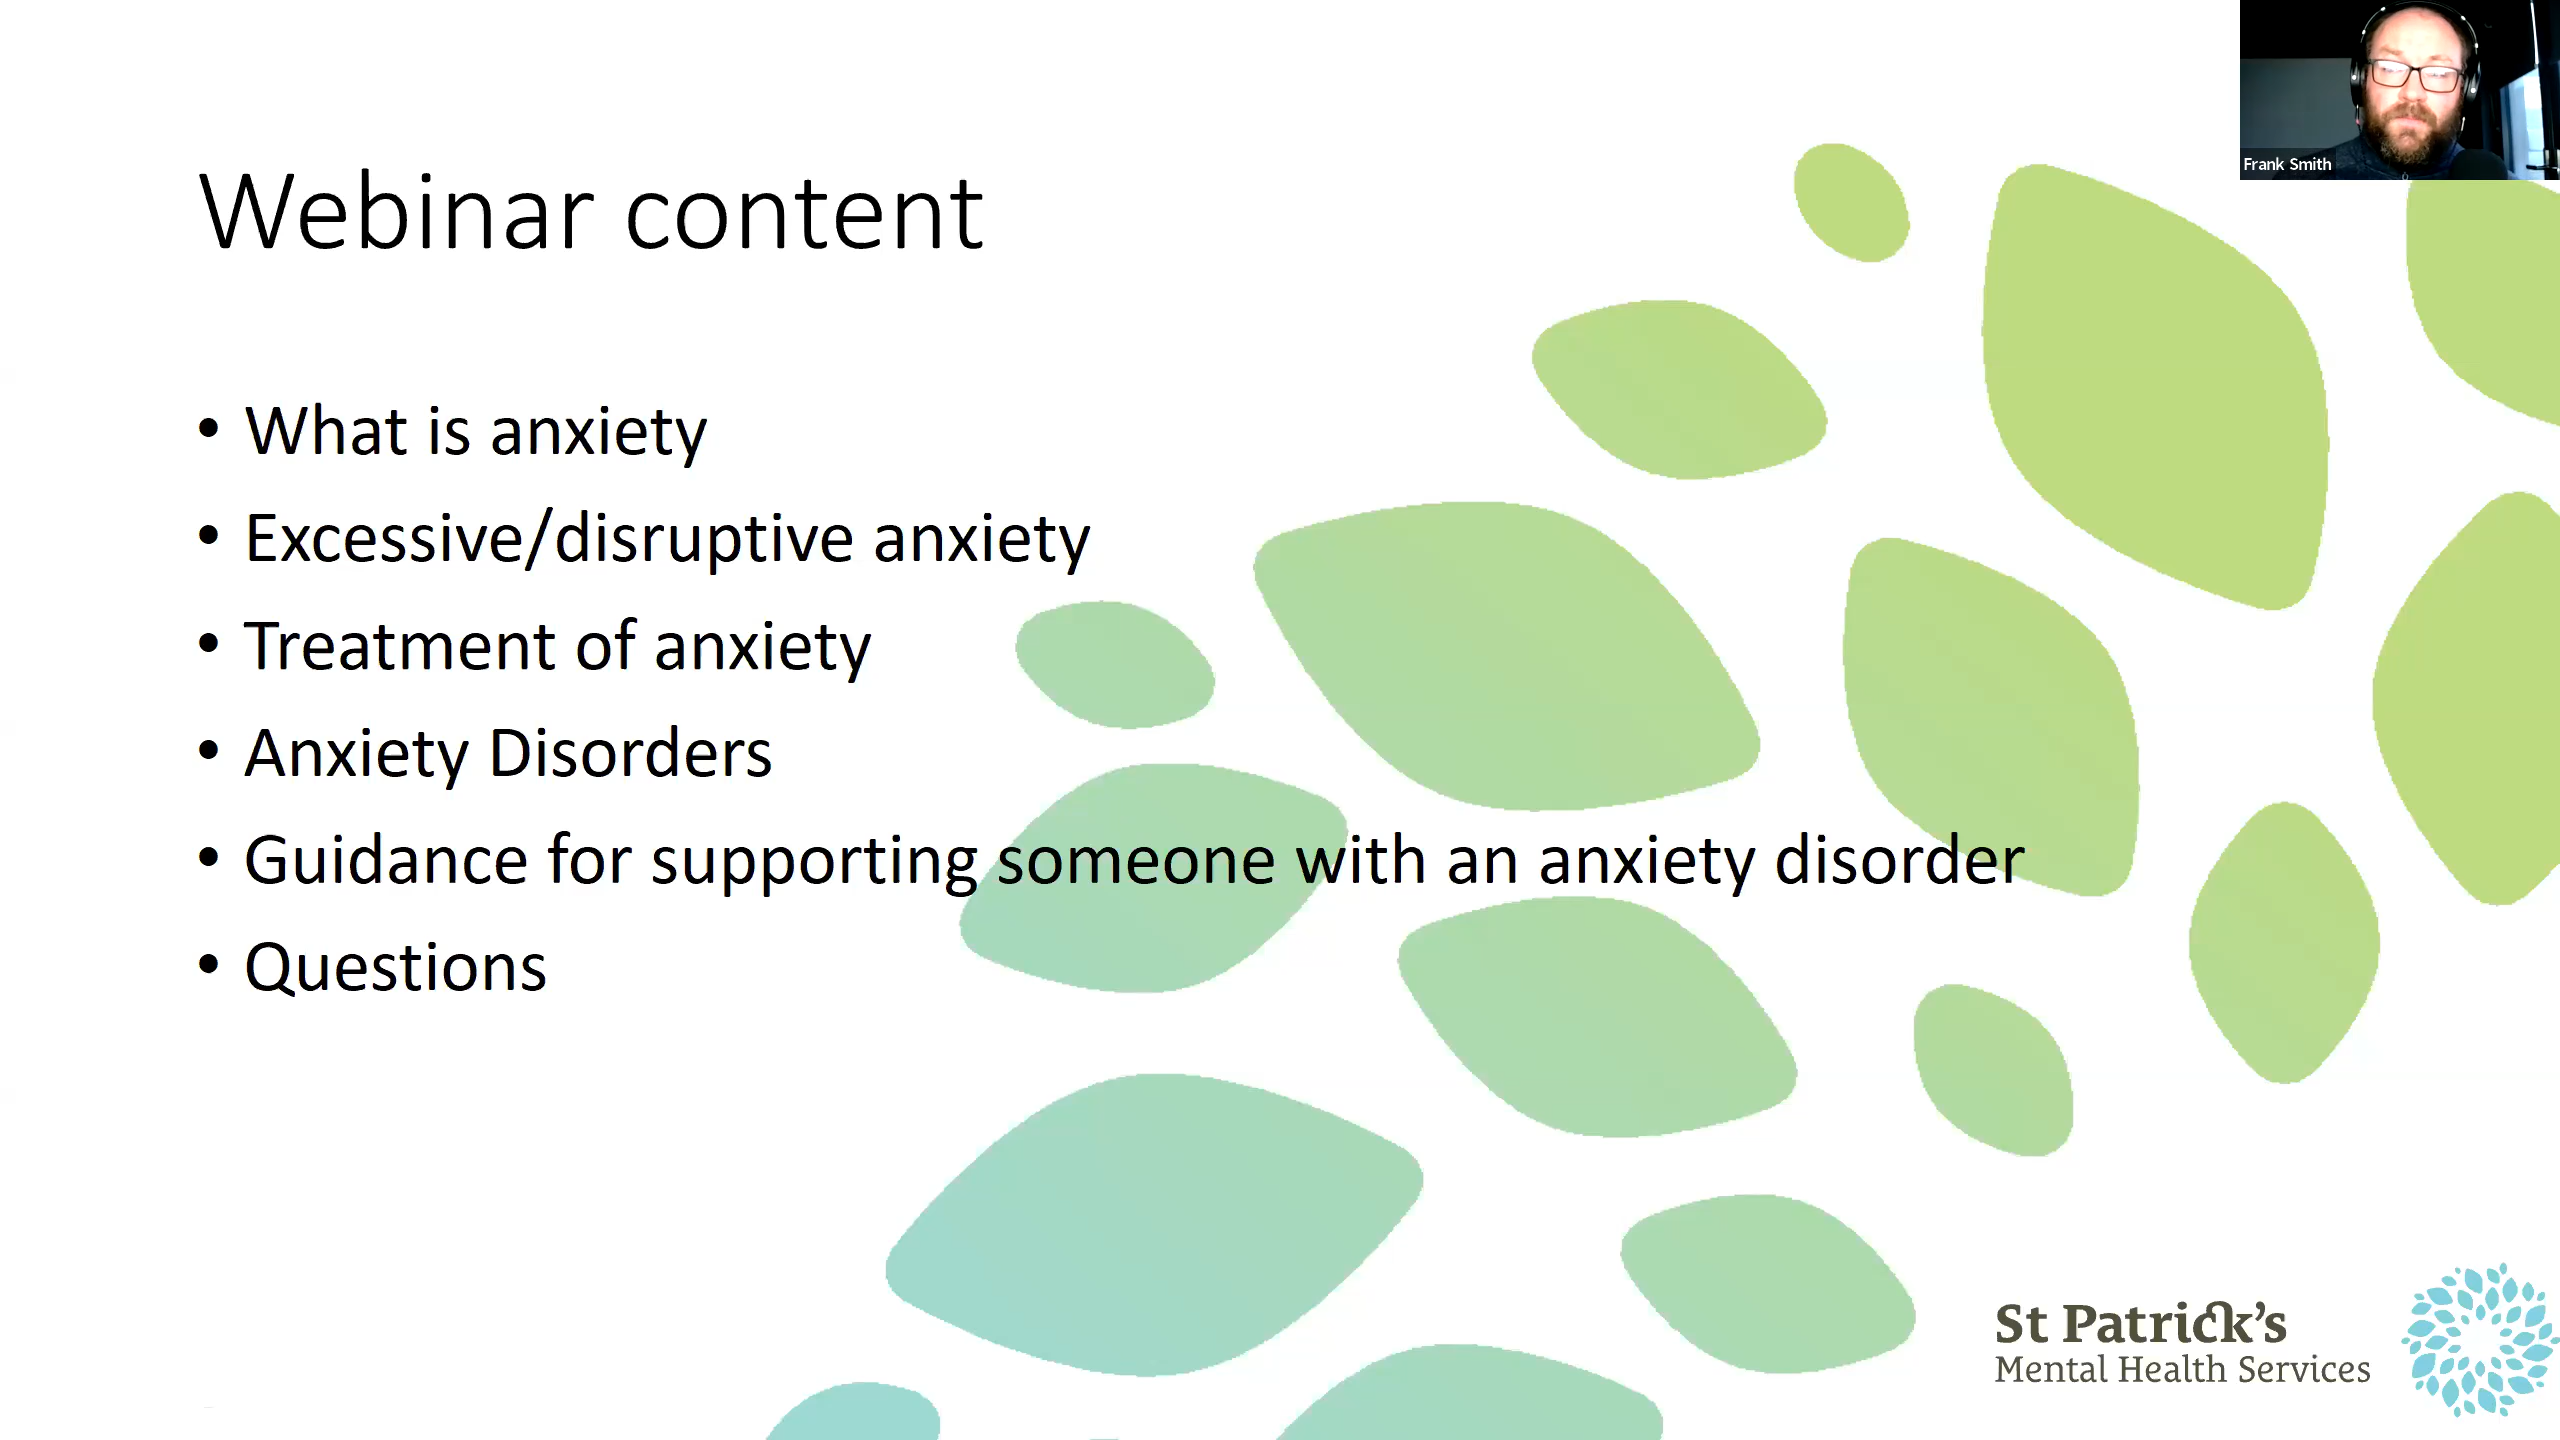 Frank Smith
Webinar content
• What is anxiety
• Excessive/disruptive anxiety
• Treatment of anxiety
• Anxiety Disorders
• Guidance for supporting someone with an anxiety disorder
• Questions
St Patrick's
Mental Health Services